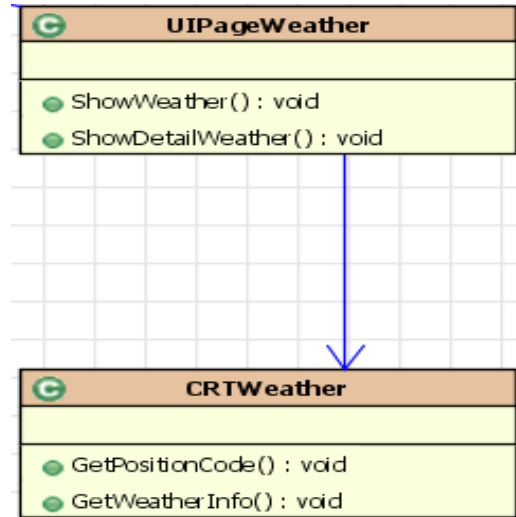 C UIPageWeather
ShowWeather() : void
ShowDetailWeather() : void
C CRTWeather
GetPositionCode() : void
GetWeatherInfo() : void